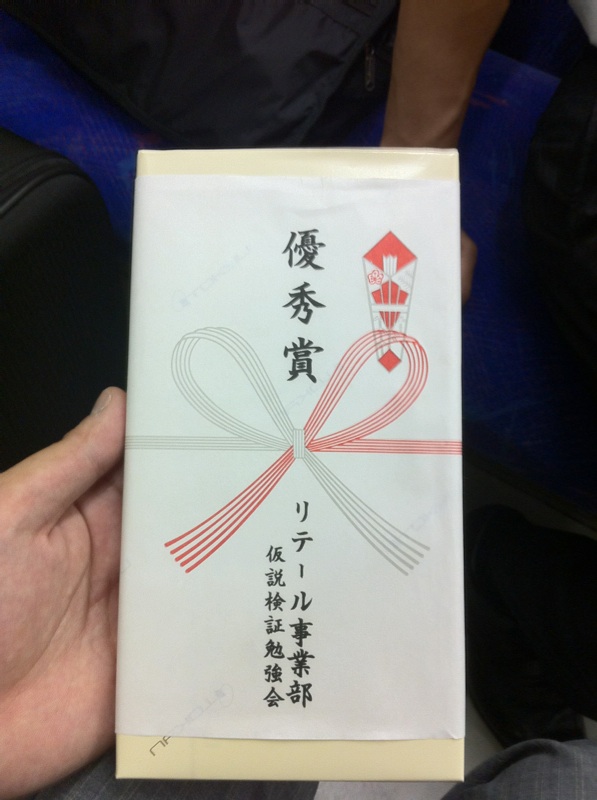 優秀賞
リテール事業部
仮説検証勉強会